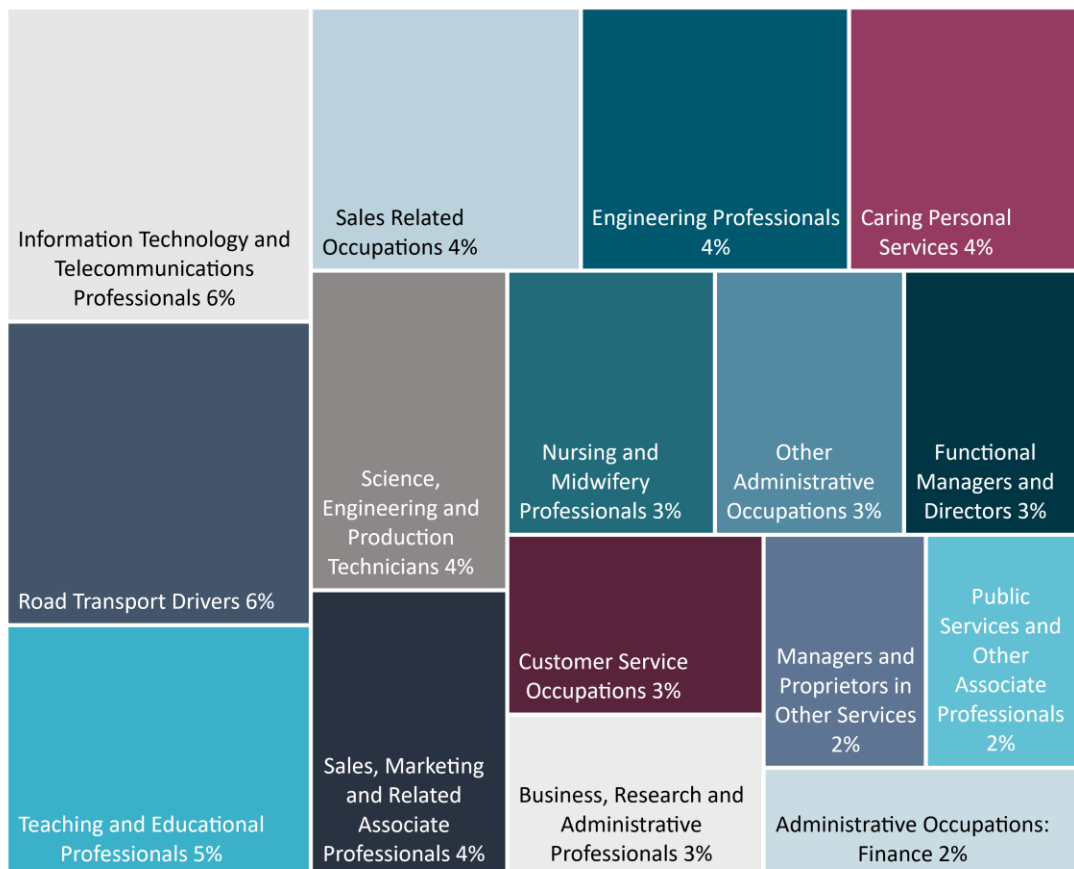 Information Technology and
Telecommunications
Professionals 6%
Sales Related
Occupations 4%
Engineering Professionals
4%
Caring Personal
Services 4%
Road Transport Drivers 6%
Science,
Engineering and
Production
Technicians 4%
Nursing and
Midwifery
Professionals 3%
Other
Administrative
Occupations 3%
Functional
Managers and
Directors 3%
Teaching and Educational
Professionals 5%
Sales, Marketing
and Related
Associate
Professionals 4%
Customer Service
Occupations 3%
Managers and
Proprietors in
Other Services
2%
Public
Services and
Other
Associate
Professionals
2%
Business, Research and
Administrative
Professionals 3%
Administrative Occupations:
Finance 2%